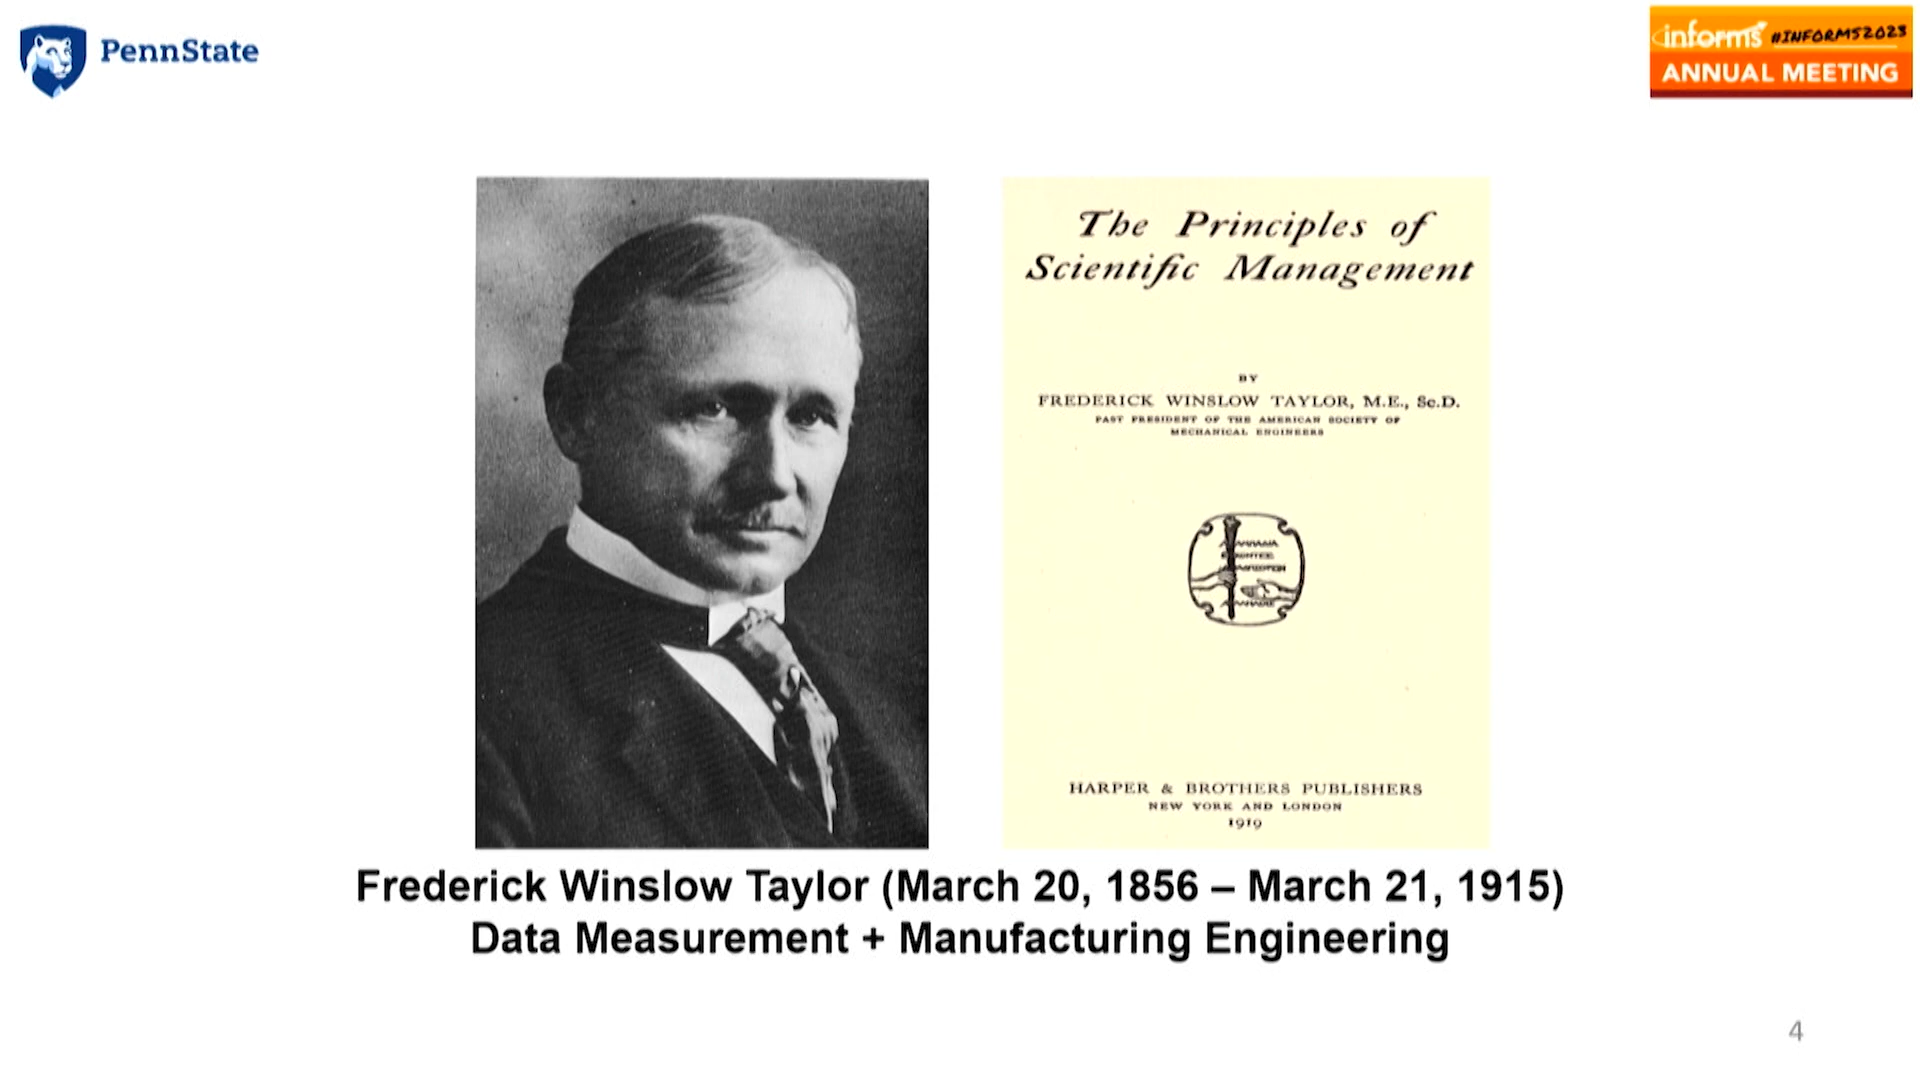 PennState
informs #INFORMS2023
ANNUAL MEETING
The Principles of
Scientific Management
BY
FREDERICK WINSLOW TAYLOR, M.E., Sc.D.
PAST PRESIDENT OF THE AMERICAN SOCIETY OF
MECHANICAL ENGINEERS
HARPER & BROTHERS PUBLISHERS
NEW YORK AND LONDON
1919
Frederick Winslow Taylor (March 20, 1856 – March 21, 1915)
Data Measurement + Manufacturing Engineering
4